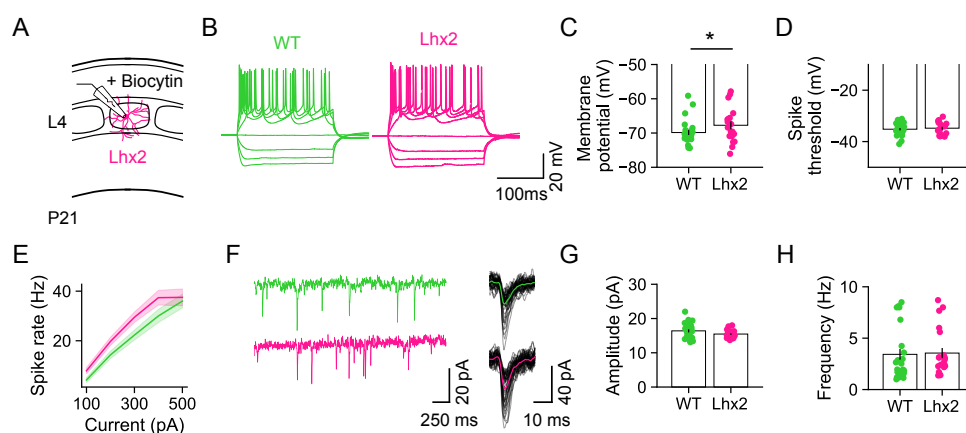 A
+ Biocytin
L4
Lhx2
P21
B
WT
Lhx2
20 mV
100ms
C
*
Membrane
potential (mV)
−50
−60
−70
−80
WT
Lhx2
D
Spike
threshold (mV)
−20
−40
WT
Lhx2
E
Spike rate (Hz)
40
20
100
300
500
Current (pA)
F
20 pA
250 ms
40 pA
10 ms
G
Amplitude (pA)
30
20
10
0
WT
Lhx2
H
Frequency (Hz)
10
5
0
WT
Lhx2